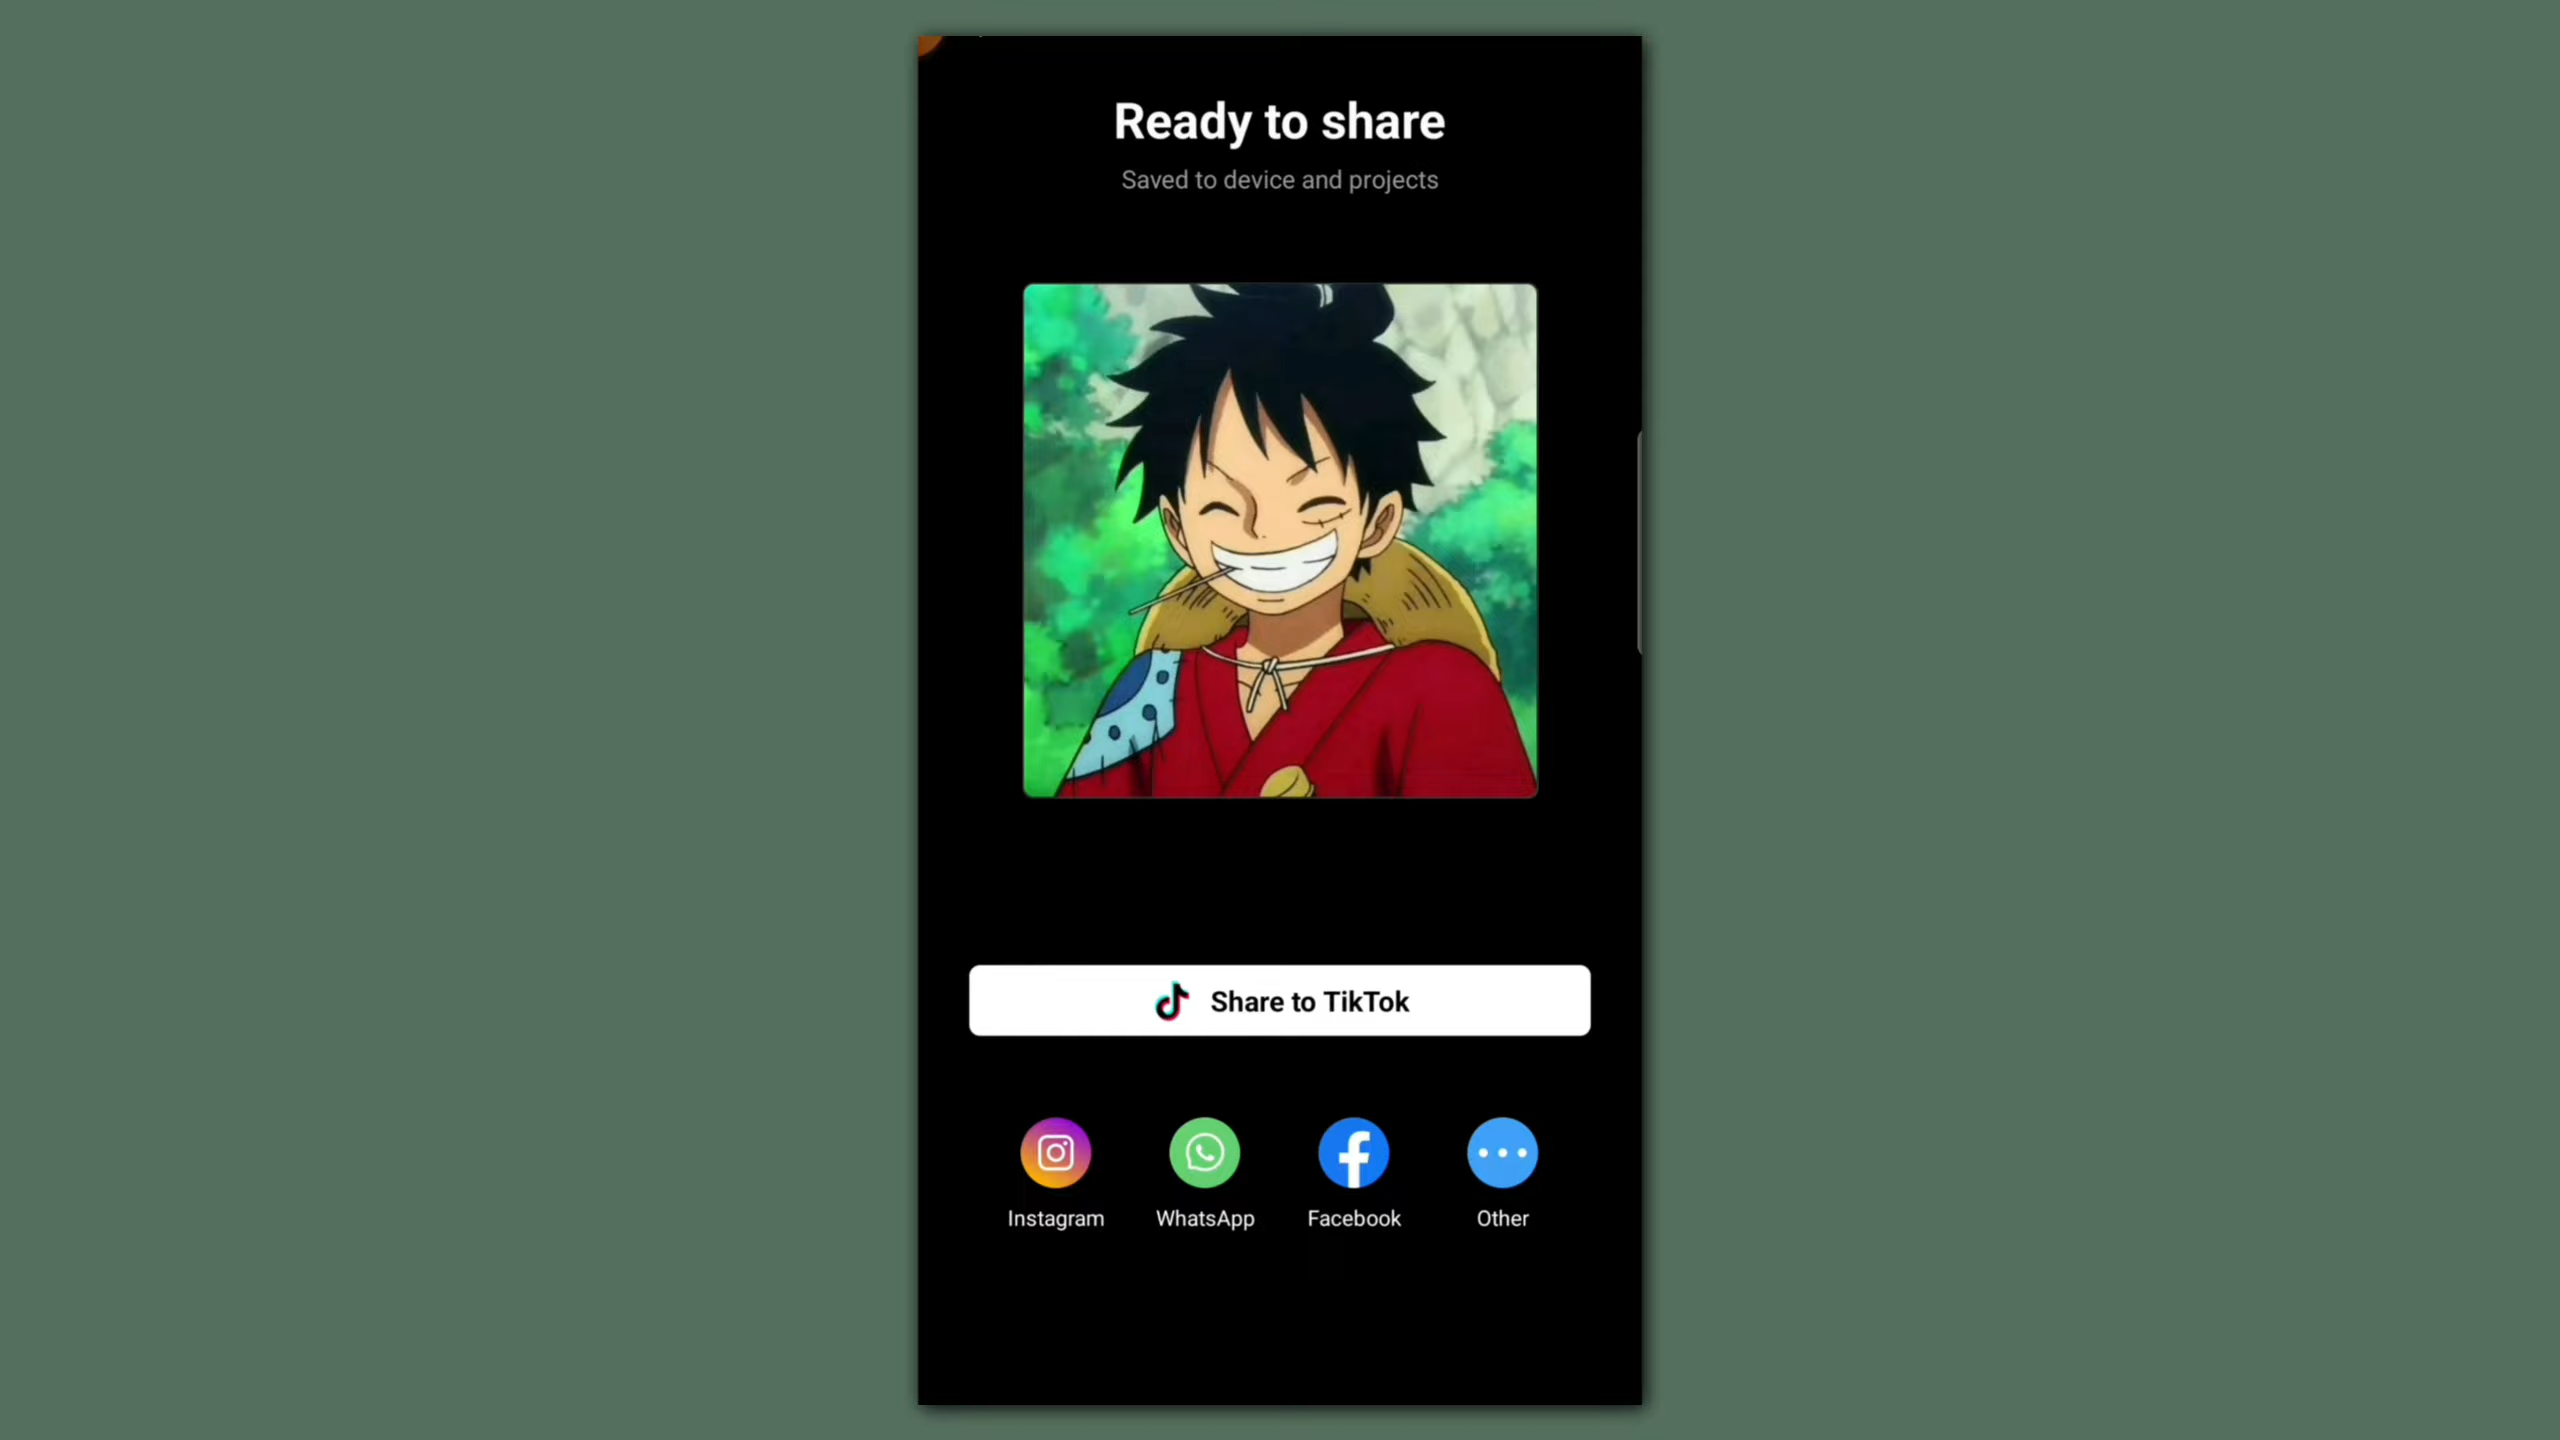 Ready to share
Saved to device and projects
Share to TikTok
Instagram
WhatsApp
Facebook
Other